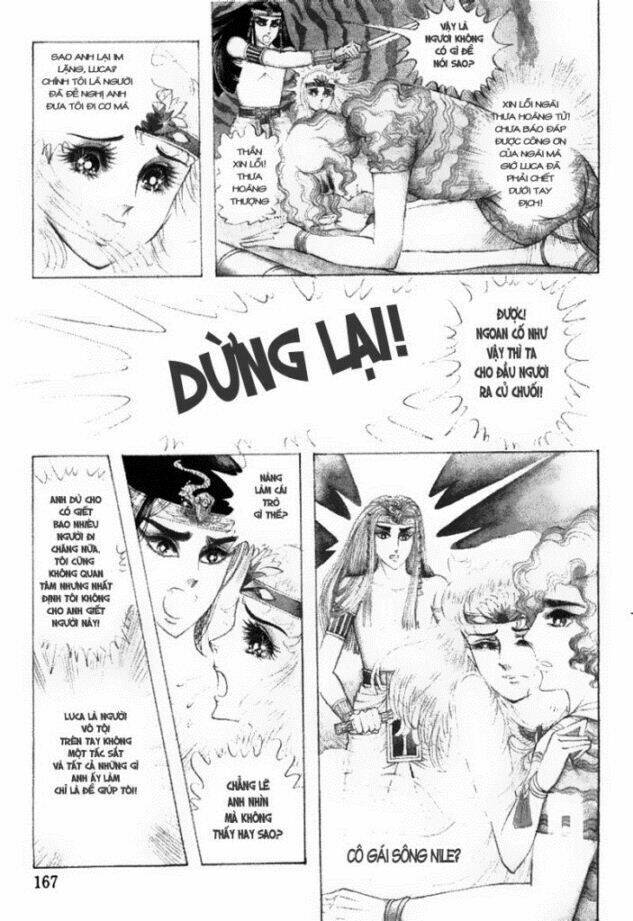 SAO ANH LẠI IM
LẶNG, LUCA?
CHÍNH TÔI LÀ NGƯỜI
ĐÃ ĐỀ NGHỊ ANH
ĐƯA TÔI ĐI CƠ MÀ
VẬY LÀ
NGƯƠI KHÔNG
CÓ GÌ ĐỂ
NÓI SAO?
THẦN
XIN LỖI!
THƯA
HOÀNG
THƯỢNG
XIN LỖI NGÀI
THƯA HOÀNG TỬ!
CHƯA BÁO ĐÁP
ĐƯỢC CÔNG ƠN
CỦA NGÀI MÀ
GIỜ LUCA ĐÃ
PHẢI CHẾT
DƯỚI TAY
ĐỊCH!
DỪNG LẠI!
ĐƯỢC!
NGOAN CỐ NHƯ
VẬY THÌ TA
CHO ĐẦU NGƯƠI
RA CỦ CHUỐI!
ANH DÙ CHO
CÓ GIẾT
BAO NHIÊU
NGƯỜI ĐI
CHĂNG NỮA.
TÔI CŨNG
KHÔNG QUAN
TÂM NHƯNG NHẤT
ĐỊNH TÔI KHÔNG
CHO ANH GIẾT
NGƯỜI NÀY!
NÀNG
LÀM CÁI
TRÒ
GÌ THẾ?
LUCA LÀ NGƯỜI
VÔ TỘI
TRÊN TAY KHÔNG
MỘT TẤC SẮT
VÀ TẤT CẢ NHỮNG GÌ
ANH ẤY LÀM
CHỈ LÀ ĐỂ GIÚP TÔI!
CHẲNG LẼ
ANH NHÌN
MÀ KHÔNG
THẤY HAY SAO?
CÔ GÁI SÔNG NILE?
167